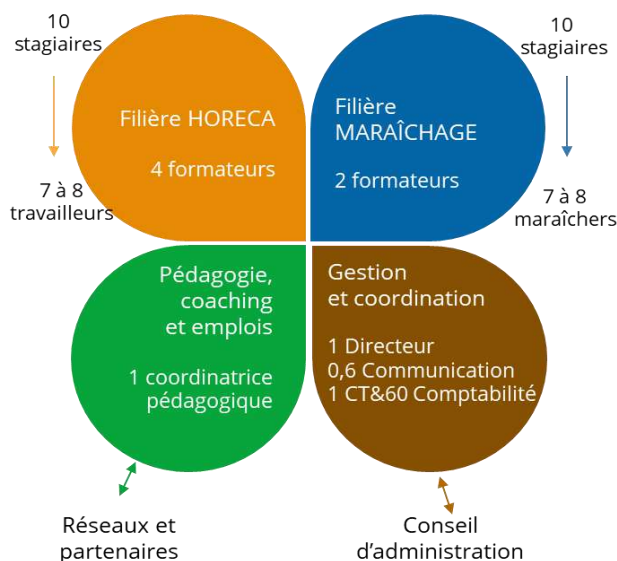 10
stagiaires
7 à 8
travailleurs
Filière HORECA
4 formateurs
Filière
MARAÎCHAGE
2 formateurs
10
stagiaires
7 à 8
maraîchers
Pédagogie,
coaching
et emplois
1 coordinatrice
pédagogique
Gestion
et coordination
1 Directeur
0,6 Communication
1 CT&60 Comptabilité
Réseaux et
partenaires
Conseil
d’administration